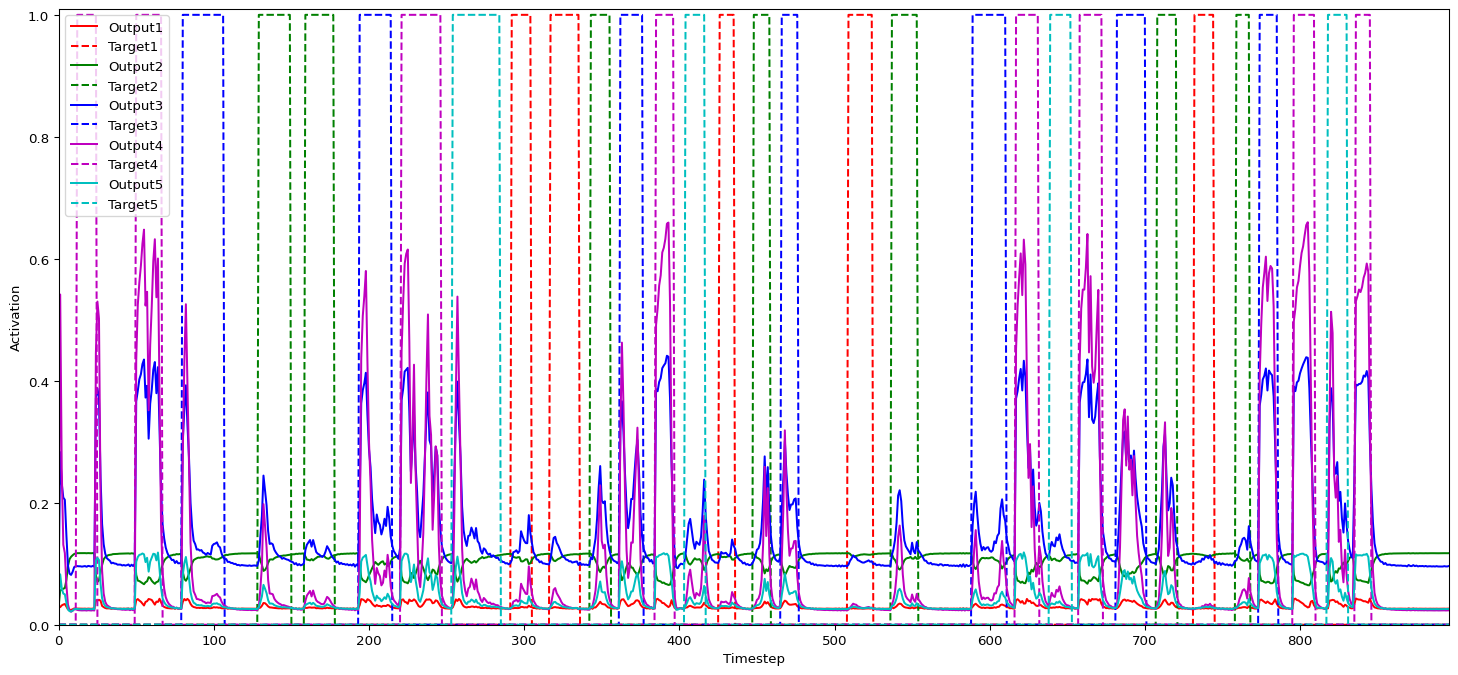 1.0
0.8
0.6
0.4
0.2
0.0
Activation
Output1
Target1
Output2
Target2
Output3
Target3
Output4
Target4
Output5
Target5
0 100 200 300 400 500 600 700 800
Timestep